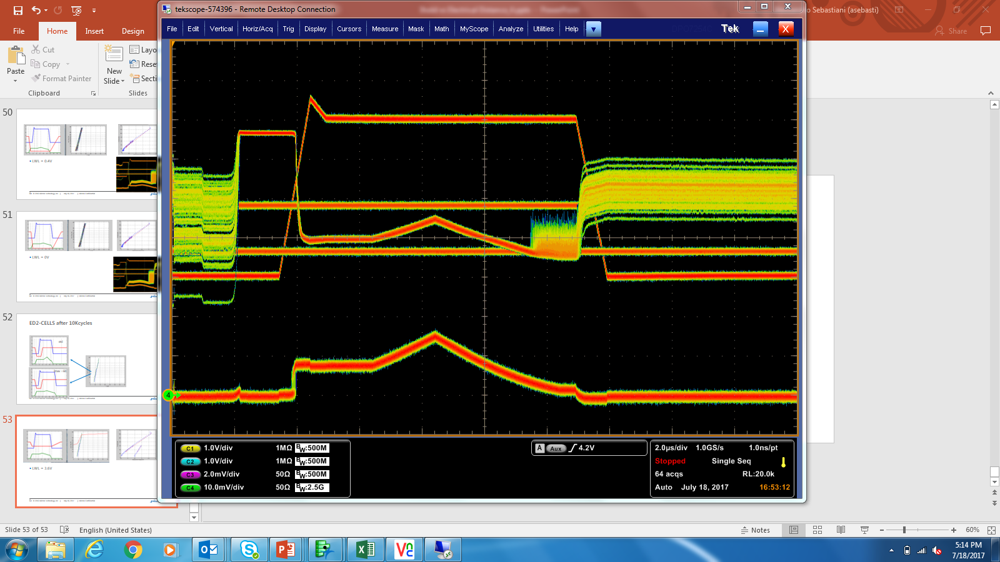 tekscope-574396 - Remote Desktop Connection
o Sebastiani (asebasti)
File Home Insert Design
Share
Cut
Copy
Format Painter
Paste
Clipboard
New
Slide
Layo
Reset
Secti
Slides
File Edit Vertical Horiz/Acq Trig Display Cursors Measure Mask Math MyScope Analyze Utilities Help
Tek
50
LWL = 0.4V
51
LWL = 0V
52
ED2-CELLS after 10Kcycles
53
LWL = 3.6V
4
C1 1.0V/div 1MΩ BW:500M
C2 1.0V/div 1MΩ BW:500M
C3 2.0mV/div 50Ω BW:500M
C4 10.0mV/div 50Ω BW:2.5G
A Aux 4.2V
2.0µs/div 1.0GS/s 1.0ns/pt
Stopped Single Seq
64 acqs RL:20.0k
Auto July 18, 2017 16:53:12
Slide 53 of 53
English (United States)
Notes
60%
5:14 PM
7/18/2017